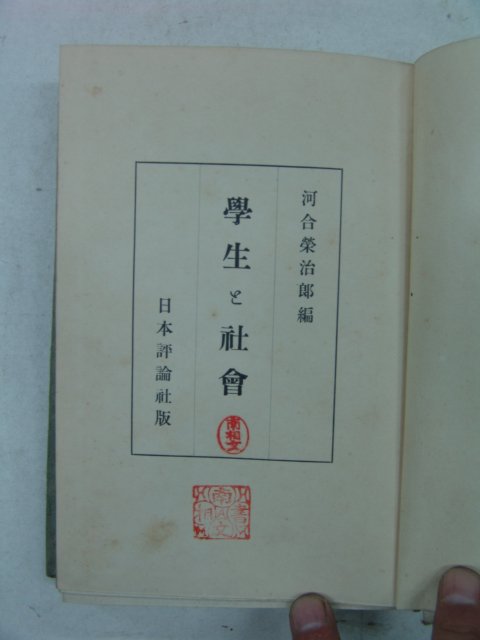 河合榮治郎編
學生と社會
日本評論社版